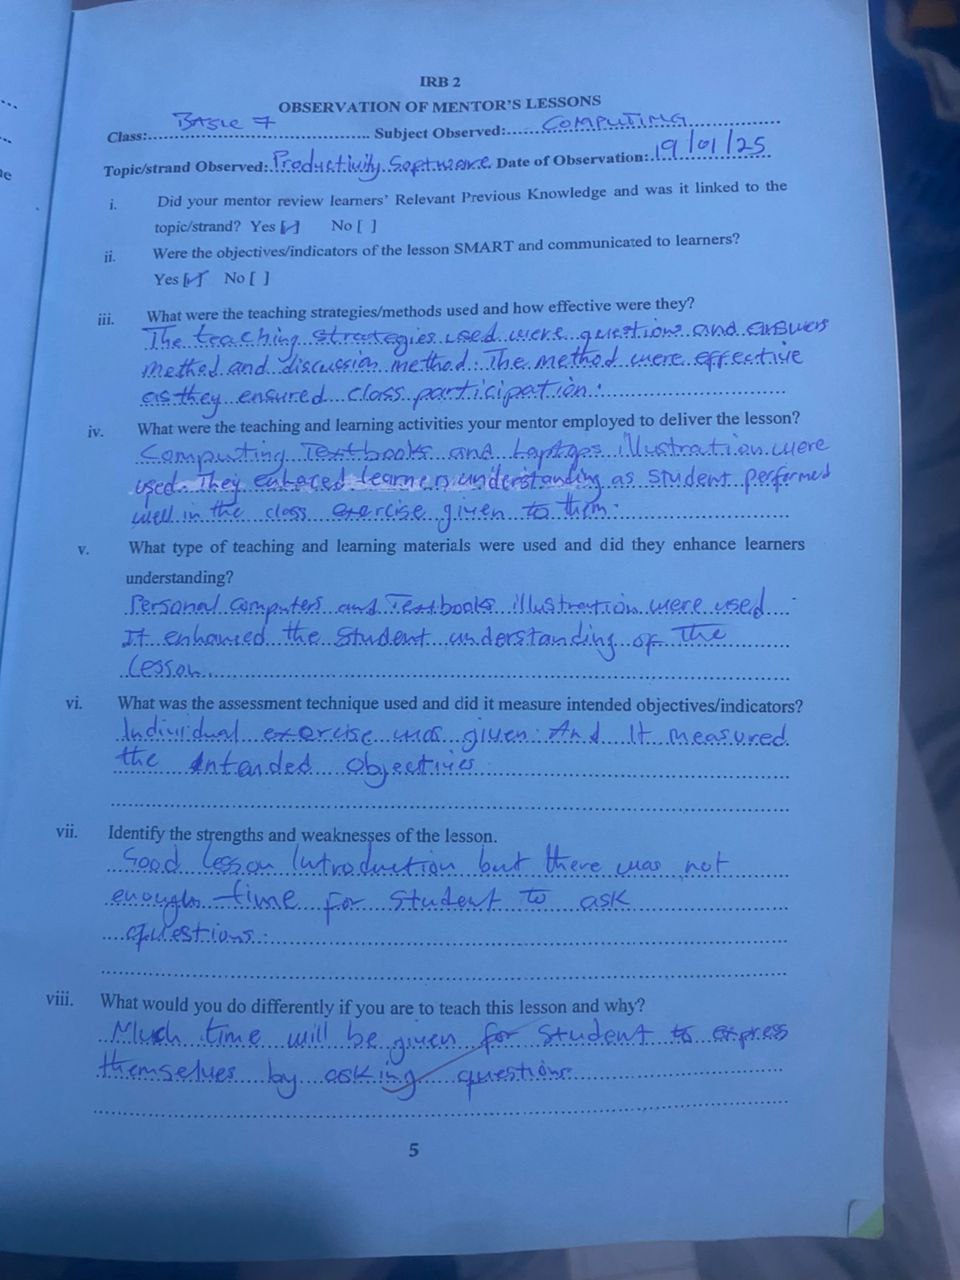 IRB 2
OBSERVATION OF MENTOR'S LESSONS
Class:.... Basic 7 .... Subject Observed:.... COMPUTING ....
Topic/strand Observed: Productivity Software Date of Observation: 19/01/25
i. Did your mentor review learners' Relevant Previous Knowledge and was it linked to the
topic/strand? Yes [✓] No [ ]
ii. Were the objectives/indicators of the lesson SMART and communicated to learners?
Yes [✓] No [ ]
iii. What were the teaching strategies/methods used and how effective were they?
The teaching strategies used were questions and answers
method and discussion method. The method were effective
as they ensured class participation.
iv. What were the teaching and learning activities your mentor employed to deliver the lesson?
Computing Textbooks and Laptops illustration were
used. They enhaced learners understanding as student performed
well in the class exercise given to them.
v. What type of teaching and learning materials were used and did they enhance learners
understanding?
Personal computers and Textbooks illustration were used.
It enhanced the student understanding of the
Lesson
vi. What was the assessment technique used and did it measure intended objectives/indicators?
Individual exercise was given. And It measured
the intended objectives
vii. Identify the strengths and weaknesses of the lesson.
Good lesson Introduction but there was not
enough time for student to ask
questions.
viii. What would you do differently if you are to teach this lesson and why?
Much time will be given for student to express
themselves by asking questions
5